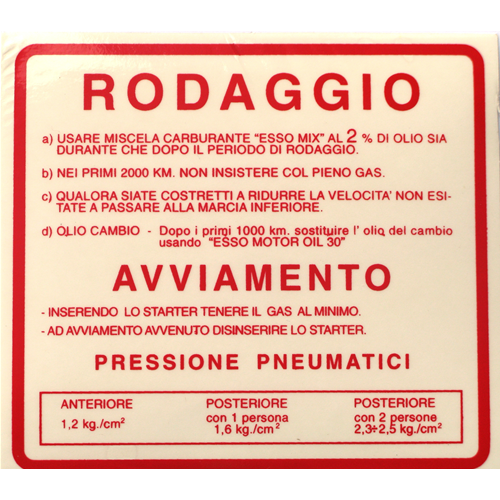 RODAGGIO
a) USARE MISCELA CARBURANTE "ESSO MIX" AL 2 % DI OLIO SIA
DURANTE CHE DOPO IL PERIODO DI RODAGGIO.
b) NEI PRIMI 2000 KM. NON INSISTERE COL PIENO GAS.
c) QUALORA SIATE COSTRETTI A RIDURRE LA VELOCITA' NON ESI-
TATE A PASSARE ALLA MARCIA INFERIORE.
d) OLIO CAMBIO - Dopo i primi 1000 km. sostituire l' olio del cambio
usando "ESSO MOTOR OIL 30"
AVVIAMENTO
- INSERENDO LO STARTER TENERE IL GAS AL MINIMO.
- AD AVVIAMENTO AVVENUTO DISINSERIRE LO STARTER.
PRESSIONE PNEUMATICI
ANTERIORE POSTERIORE POSTERIORE
con 1 persona con 2 persone
1,2 kg./cm² 1,6 kg./cm² 2,3÷2,5 kg./cm²